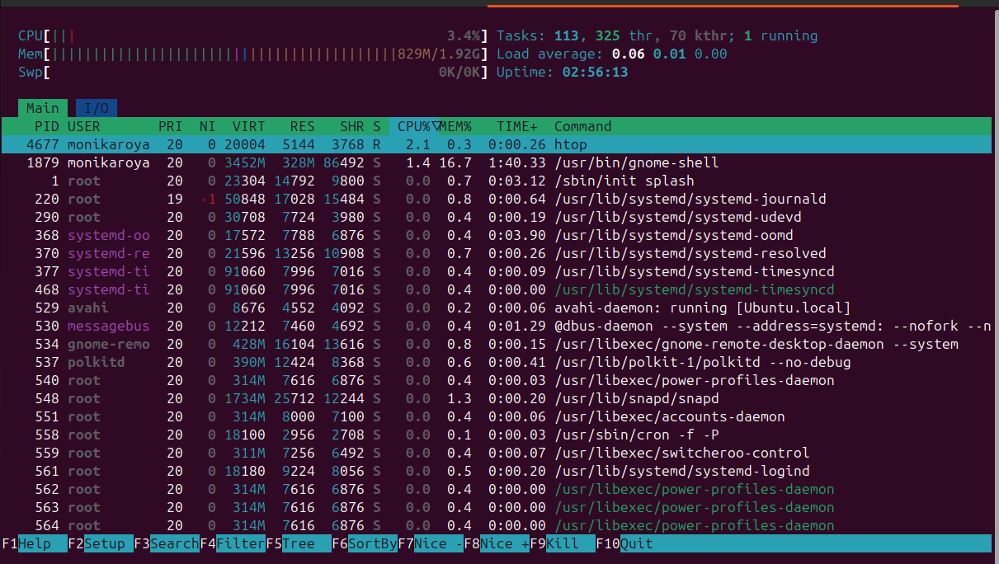 CPU[||| 3.4%] Tasks: 113, 325 thr, 70 kthr; 1 running
Mem[||||||||||||||||||||||||||||||||||||||||||829M/1.92G] Load average: 0.06 0.01 0.00
Swp[ 0K/0K] Uptime: 02:56:13
Main I/O
PID USER PRI NI VIRT RES SHR S CPU%▽MEM% TIME+ Command
4677 monikaroya 20 0 20004 5144 3768 R 2.1 0.3 0:00.26 htop
1879 monikaroya 20 0 3452M 328M 86492 S 1.4 16.7 1:40.33 /usr/bin/gnome-shell
1 root 20 0 23304 14792 9800 S 0.0 0.7 0:03.12 /sbin/init splash
220 root 19 -1 50848 17028 15484 S 0.0 0.8 0:00.64 /usr/lib/systemd/systemd-journald
290 root 20 0 30708 7724 3980 S 0.0 0.4 0:00.19 /usr/lib/systemd/systemd-udevd
368 systemd-oo 20 0 17572 7788 6876 S 0.0 0.4 0:03.90 /usr/lib/systemd/systemd-oomd
370 systemd-re 20 0 21596 13256 10908 S 0.0 0.7 0:00.26 /usr/lib/systemd/systemd-resolved
377 systemd-ti 20 0 91060 7996 7016 S 0.0 0.4 0:00.09 /usr/lib/systemd/systemd-timesyncd
468 systemd-ti 20 0 91060 7996 7016 S 0.0 0.4 0:00.00 /usr/lib/systemd/systemd-timesyncd
529 avahi 20 0 8676 4552 4092 S 0.0 0.2 0:00.06 avahi-daemon: running [Ubuntu.local]
530 messagebus 20 0 12212 7460 4692 S 0.0 0.4 0:01.29 @dbus-daemon --system --address=systemd: --nofork --n
534 gnome-remo 20 0 428M 16104 13616 S 0.0 0.8 0:00.15 /usr/libexec/gnome-remote-desktop-daemon --system
537 polkitd 20 0 390M 12424 8368 S 0.0 0.6 0:00.41 /usr/lib/polkit-1/polkitd --no-debug
540 root 20 0 314M 7616 6876 S 0.0 0.4 0:00.03 /usr/libexec/power-profiles-daemon
548 root 20 0 1734M 25712 12244 S 0.0 1.3 0:00.20 /usr/lib/snapd/snapd
551 root 20 0 314M 8000 7100 S 0.0 0.4 0:00.06 /usr/libexec/accounts-daemon
558 root 20 0 18100 2956 2708 S 0.0 0.1 0:00.03 /usr/sbin/cron -f -P
559 root 20 0 311M 7256 6492 S 0.0 0.4 0:00.07 /usr/libexec/switcheroo-control
561 root 20 0 18180 9224 8056 S 0.0 0.5 0:00.20 /usr/lib/systemd/systemd-logind
562 root 20 0 314M 7616 6876 S 0.0 0.4 0:00.00 /usr/libexec/power-profiles-daemon
563 root 20 0 314M 7616 6876 S 0.0 0.4 0:00.00 /usr/libexec/power-profiles-daemon
564 root 20 0 314M 7616 6876 S 0.0 0.4 0:00.00 /usr/libexec/power-profiles-daemon
F1Help F2Setup F3SearchF4FilterF5Tree F6SortByF7Nice -F8Nice +F9Kill F10Quit